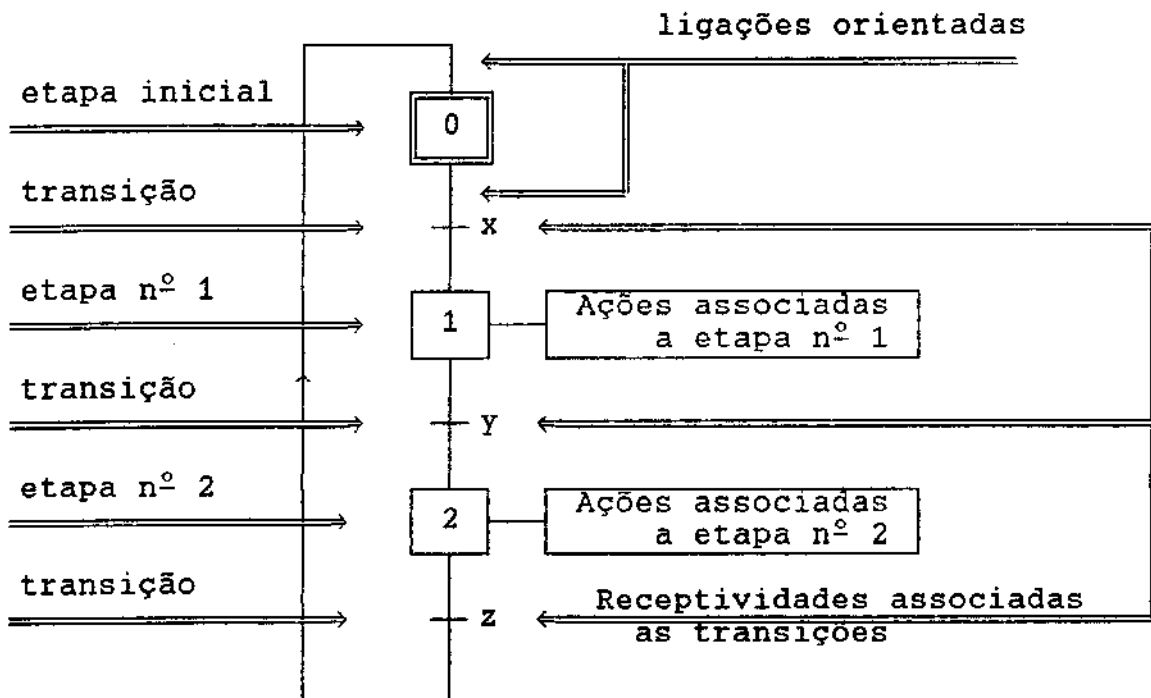 ligações orientadas
etapa inicial
0
transição
x
etapa nº 1
1
Ações associadas
a etapa nº 1
transição
y
etapa nº 2
2
Ações associadas
a etapa nº 2
transição
z
Receptividades associadas
as transições